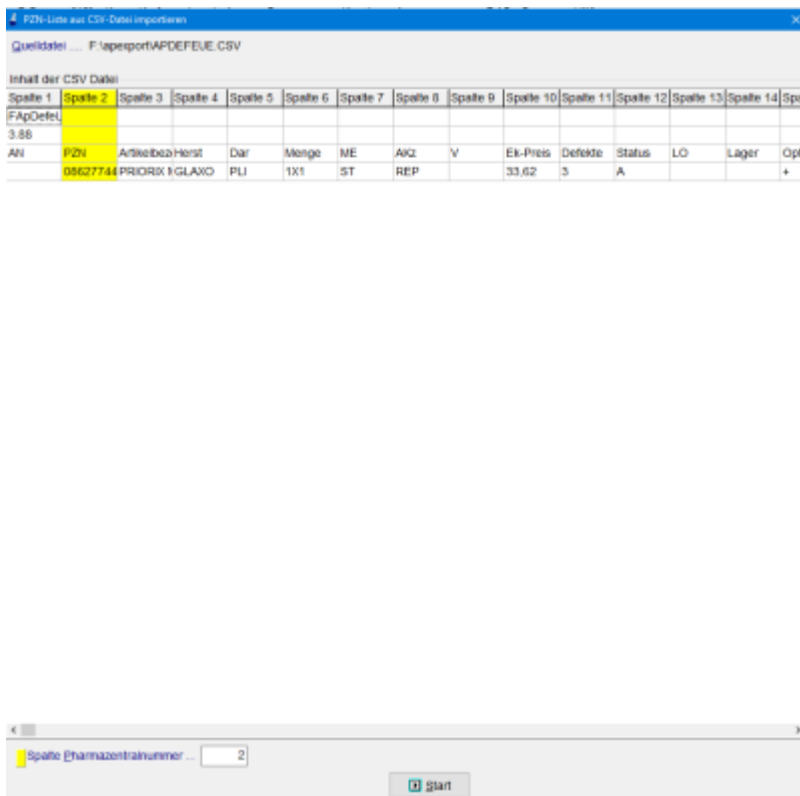 PZN-Liste aus CSV-Datei importieren
Quelldatei .... F:\apexport\APDEFEUE.CSV
Inhalt der CSV Datei
Spalte 1 Spalte 2 Spalte 3 Spalte 4 Spalte 5 Spalte 6 Spalte 7 Spalte 8 Spalte 9 Spalte 10 Spalte 11 Spalte 12 Spalte 13 Spalte 14 Spa
3.88
AN PZN Artikelbez Herst Dar Menge ME AKz V Ek-Preis Defekte Status LO Lager Opt
08627744 PRIORIX M GLAXO PLI 1X1 ST REP 33,62 3 A +
Spalte Pharmazentralnummer ... 2
Start